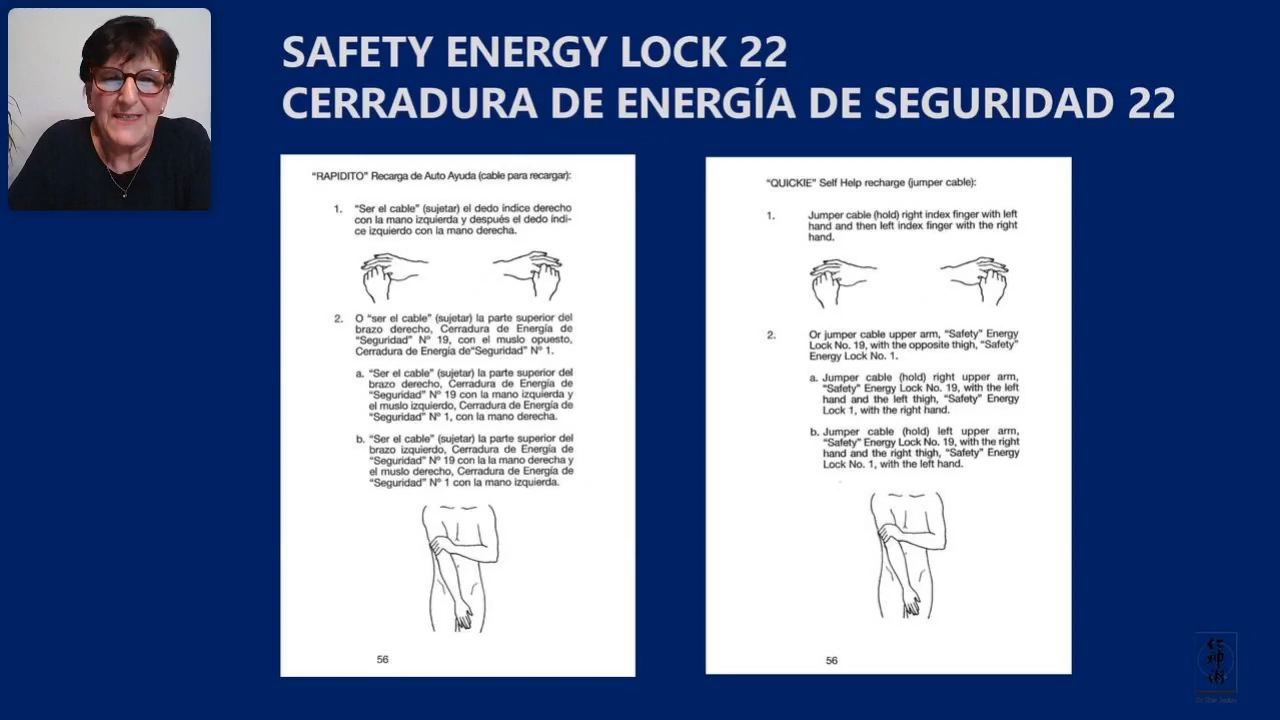 SAFETY ENERGY LOCK 22
CERRADURA DE ENERGÍA DE SEGURIDAD 22
"RAPIDITO" Recarga de Auto Ayuda (cable para recargar):
1. "Ser el cable" (sujetar) el dedo índice derecho
con la mano izquierda y después el dedo índi-
ce izquierdo con la mano derecha.
2. O "ser el cable" (sujetar) la parte superior del
brazo derecho, Cerradura de Energía de
"Seguridad" Nº 19, con el muslo opuesto,
Cerradura de Energía de"Seguridad" Nº 1.
a. "Ser el cable" (sujetar) la parte superior del
brazo derecho, Cerradura de Energía de
"Seguridad" Nº 19 con la mano izquierda y
el muslo izquierdo, Cerradura de Energía de
"Seguridad" Nº 1, con la mano derecha.
b. "Ser el cable" (sujetar) la parte superior del
brazo izquierdo, Cerradura de Energía de
"Seguridad" Nº 19 con la la mano derecha y
el muslo derecho, Cerradura de Energía de
"Seguridad" Nº 1 con la mano izquierda.
56
"QUICKIE" Self Help recharge (jumper cable):
1. Jumper cable (hold) right index finger with left
hand and then left index finger with the right
hand.
2. Or jumper cable upper arm, "Safety" Energy
Lock No. 19, with the opposite thigh, "Safety"
Energy Lock No. 1.
a. Jumper cable (hold) right upper arm,
"Safety" Energy Lock No. 19, with the left
hand and the left thigh, "Safety" Energy
Lock 1, with the right hand.
b. Jumper cable (hold) left upper arm,
"Safety" Energy Lock No. 19, with the right
hand and the right thigh, "Safety" Energy
Lock No. 1, with the left hand.
56